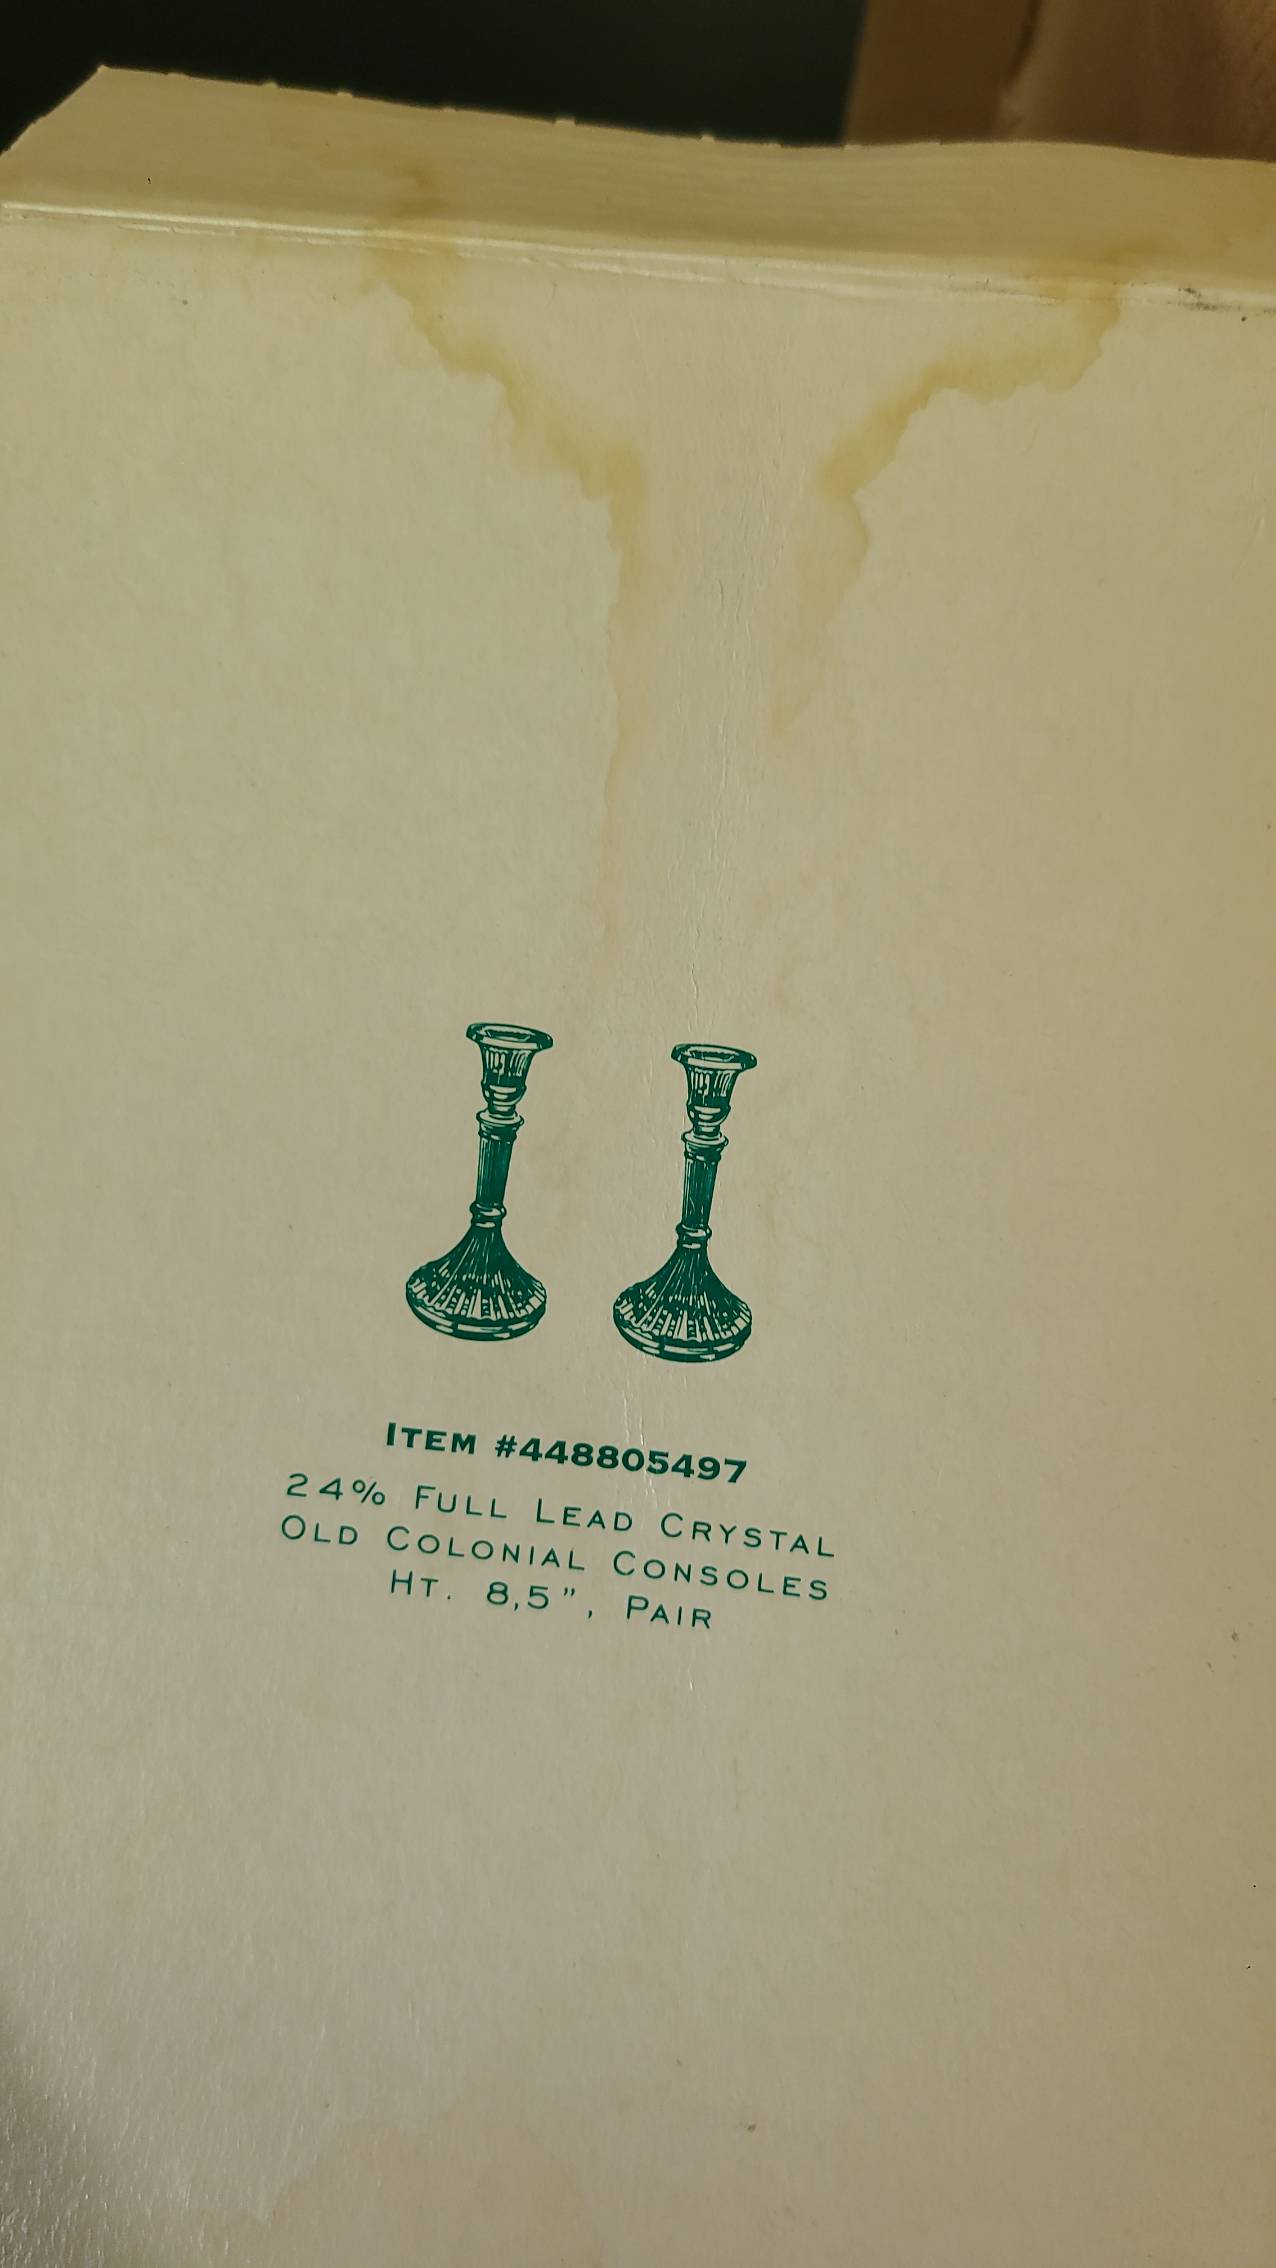 ITEM #448805497
24% FULL LEAD CRYSTAL
OLD COLONIAL CONSOLES
HT. 8,5", PAIR